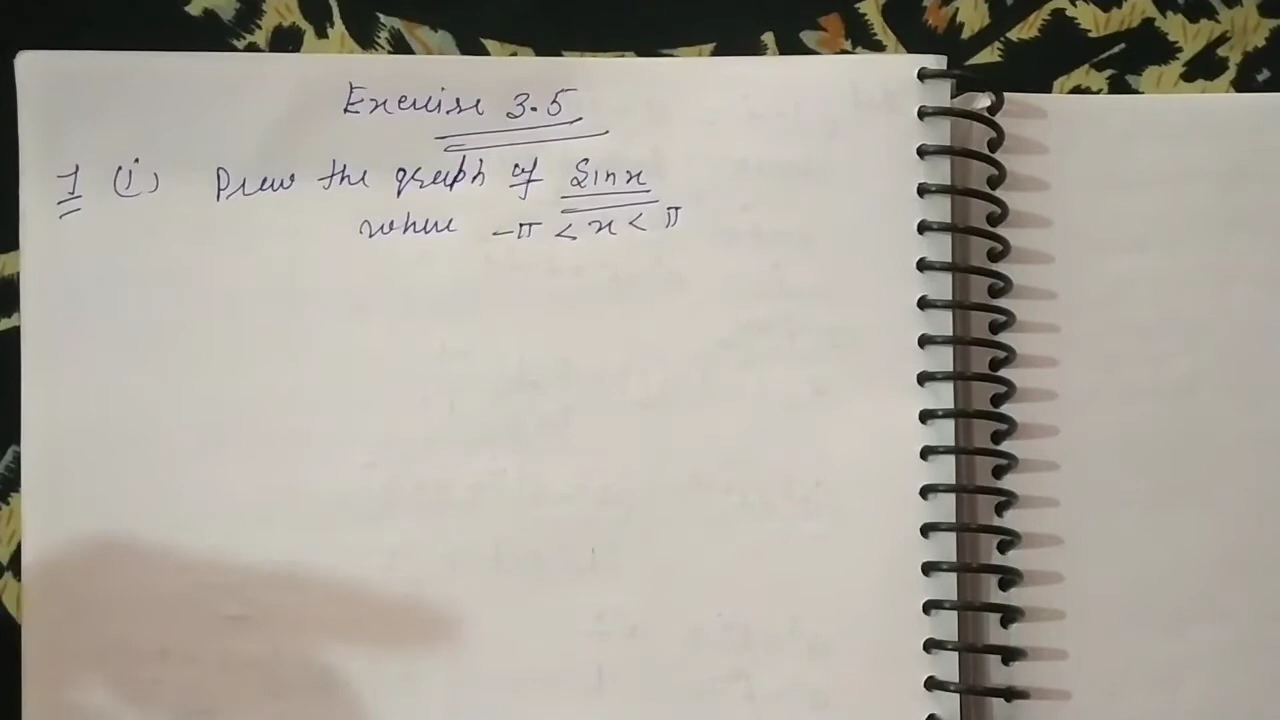 Exercise 3.5
1 (i) Draw the graph of Sinx
where -π < x < π